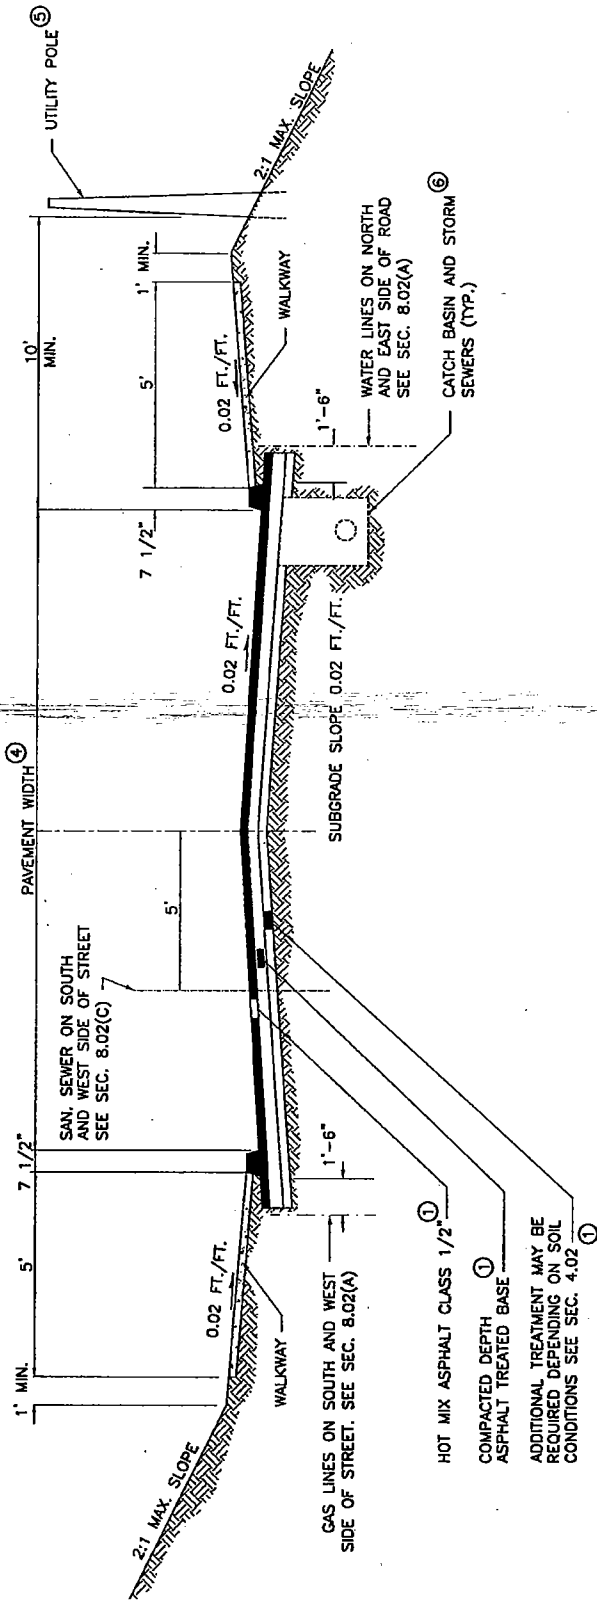 UTILITY POLE ⑤
10'
MIN.
1' MIN.
5'
7 1/2"
PAVEMENT WIDTH ④
SAN. SEWER ON SOUTH
AND WEST SIDE OF STREET
SEE SEC. 8.02(C)
5'
7 1/2"
5'
1' MIN.
2:1 MAX. SLOPE
0.02 FT./FT.
0.02 FT./FT.
0.02 FT./FT.
2:1 MAX. SLOPE
WALKWAY
WALKWAY
1'-6"
SUBGRADE SLOPE 0.02 FT./FT.
1'-6"
GAS LINES ON SOUTH AND WEST
SIDE OF STREET. SEE SEC. 8.02(A)
WATER LINES ON NORTH
AND EAST SIDE OF ROAD
SEE SEC. 8.02(A)
CATCH BASIN AND STORM ⑥
SEWERS (TYP.)
HOT MIX ASPHALT CLASS 1/2" ①
COMPACTED DEPTH ①
ASPHALT TREATED BASE
ADDITIONAL TREATMENT MAY BE
REQUIRED DEPENDING ON SOIL
CONDITIONS SEE SEC. 4.02 ①